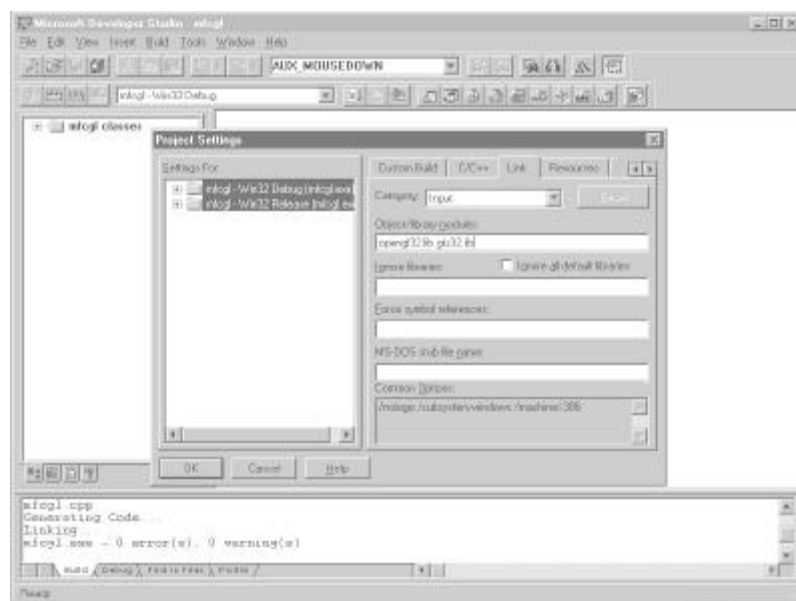 Microsoft Developer Studio - mfcgl
File Edit View Insert Build Tools Window Help
AUX_MOUSEDOWN
mfcgl - Win32 Debug
mfcgl classes
Project Settings
Settings For:
mfcgl - Win32 Debug (mfcgl.exe
mfcgl - Win32 Release (mfcgl.ex
Custom Build C/C++ Link Resources
Category: Input
Object/library modules:
opengl32.lib glu32.lib
Ignore libraries: Ignore all default libraries
Force symbol references:
MS-DOS stub file name:
Common Options:
/nologo /subsystem:windows /machine:I386
OK Cancel Help
mfcgl.cpp
Generating Code...
Linking...
mfcgl.exe - 0 error(s), 0 warning(s)
Build Debug Find in Files Profile
Ready